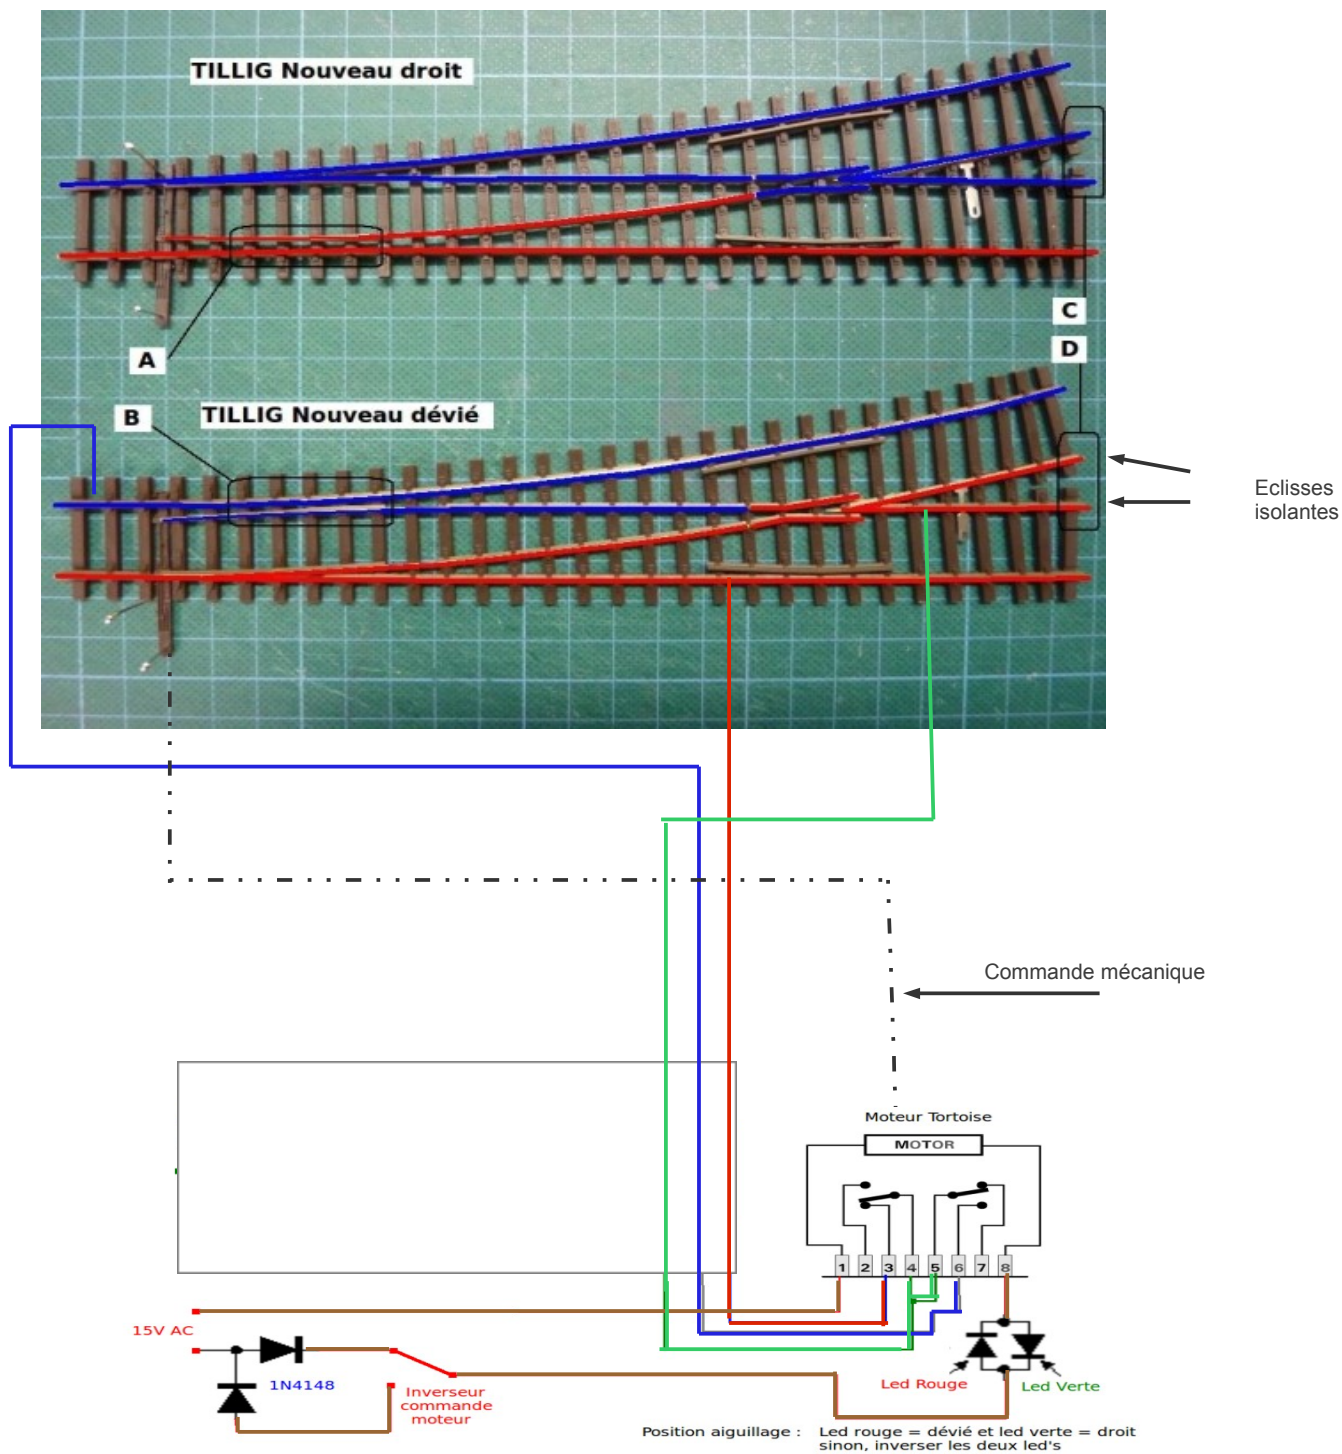 TILLIG Nouveau droit
A
C
D
B
TILLIG Nouveau dévié
Eclisses
isolantes
Commande mécanique
Moteur Tortoise
MOTOR
1 2 3 4 5 6 7 8
15V AC
1N4148
Inverseur
commande
moteur
Led Rouge
Led Verte
Position aiguillage : Led rouge = dévié et led verte = droit
sinon, inverser les deux led's